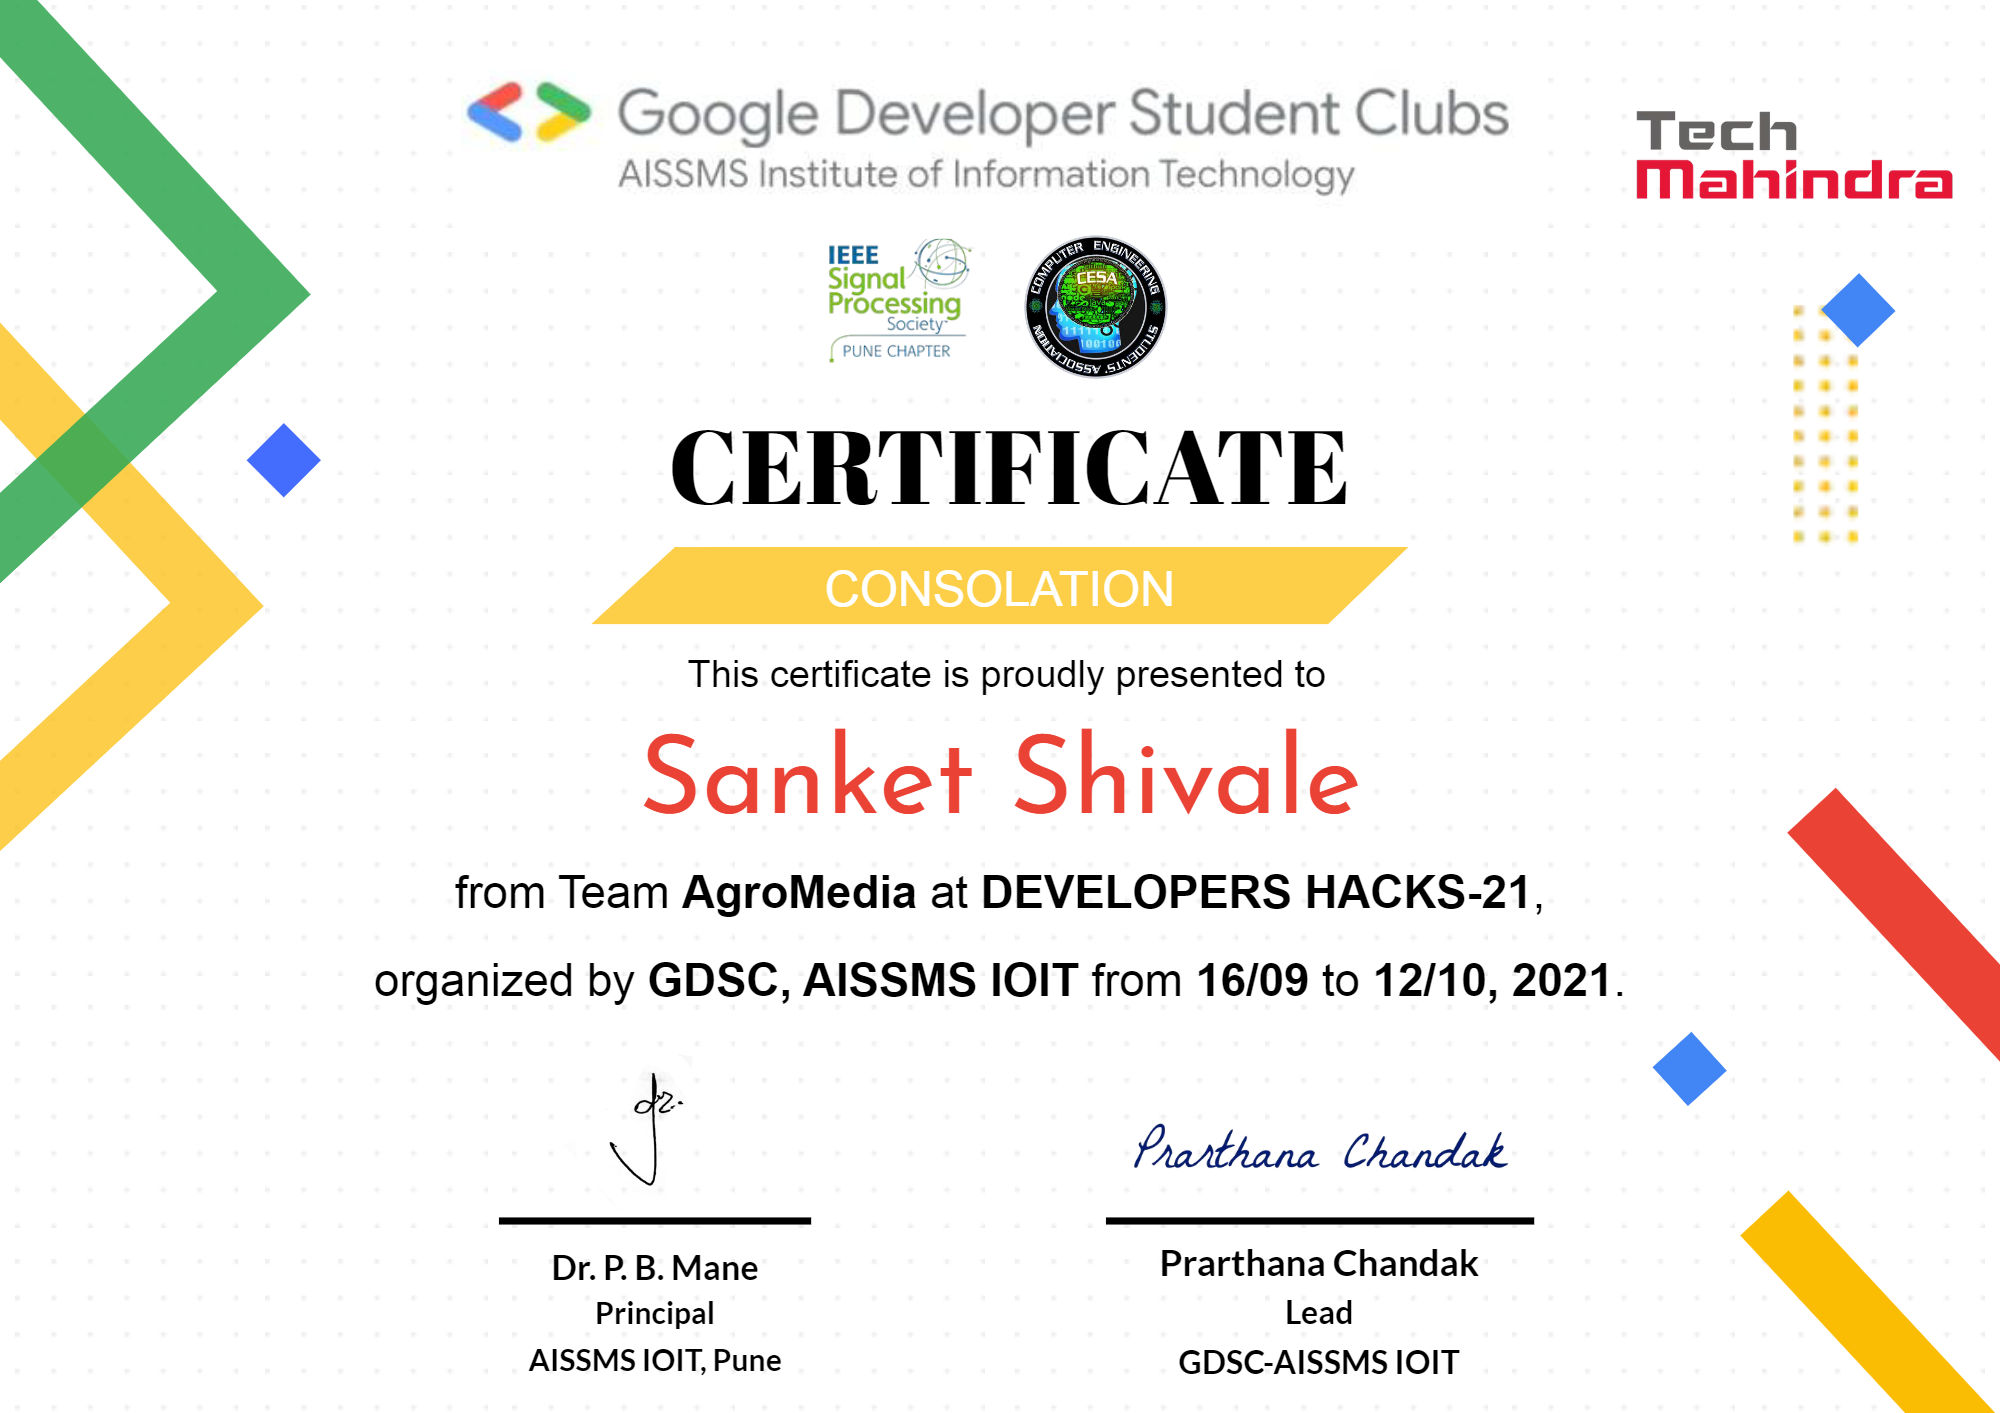 Google Developer Student Clubs
AISSMS Institute of Information Technology
Tech
Mahindra
IEEE
Signal
Processing
Society
PUNE CHAPTER
COMPUTER ENGINEERING
STUDENTS' ASSOCIATION
CESA
100100
CERTIFICATE
CONSOLATION
This certificate is proudly presented to
Sanket Shivale
from Team AgroMedia at DEVELOPERS HACKS-21,
organized by GDSC, AISSMS IOIT from 16/09 to 12/10, 2021.
Prarthana Chandak
Dr. P. B. Mane
Principal
AISSMS IOIT, Pune
Prarthana Chandak
Lead
GDSC-AISSMS IOIT